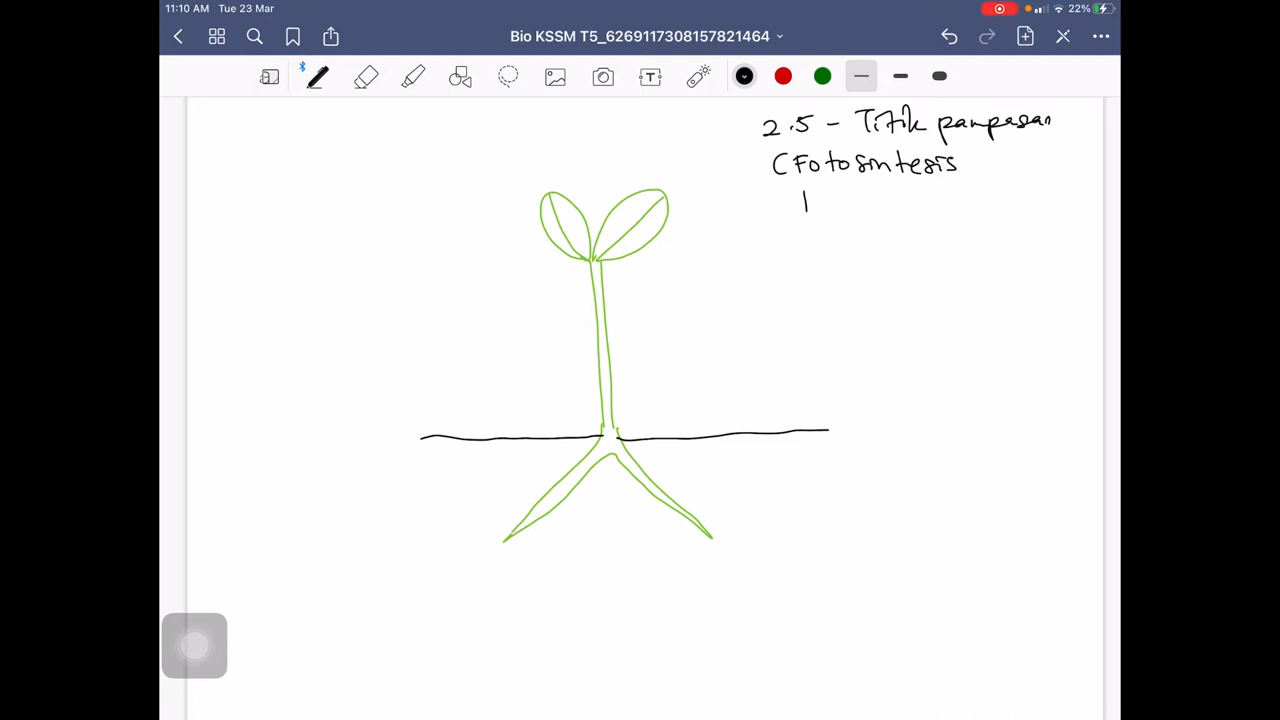 11:10 AM Tue 23 Mar
22%
Bio KSSM T5_6269117308157821464
T
2.5 - Titik pampasan
(Fotosintesis